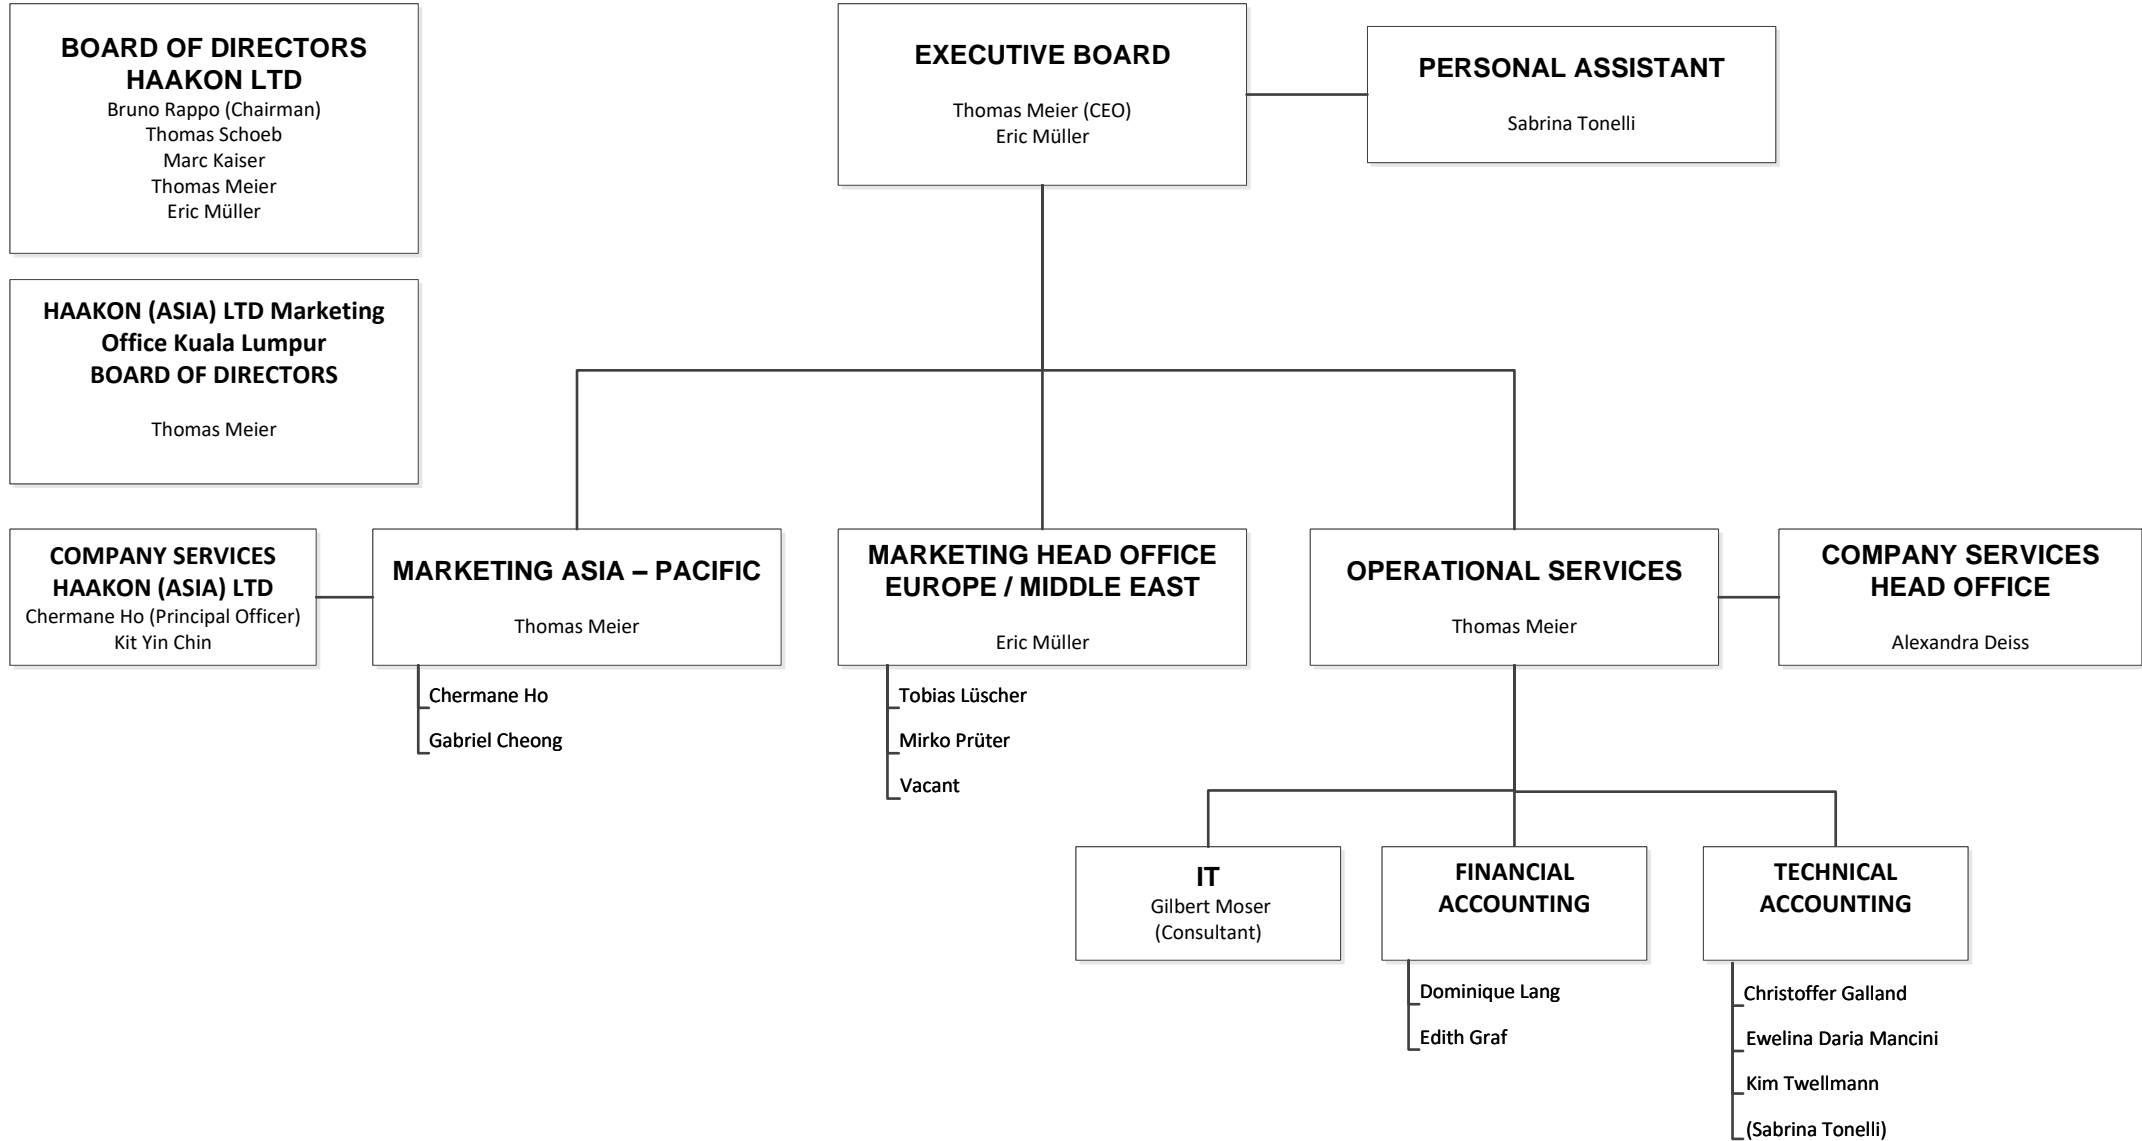 BOARD OF DIRECTORS
HAAKON LTD
Bruno Rappo (Chairman)
Thomas Schoeb
Marc Kaiser
Thomas Meier
Eric Müller
EXECUTIVE BOARD
Thomas Meier (CEO)
Eric Müller
PERSONAL ASSISTANT
Sabrina Tonelli
HAAKON (ASIA) LTD Marketing
Office Kuala Lumpur
BOARD OF DIRECTORS
Thomas Meier
COMPANY SERVICES
HAAKON (ASIA) LTD
Chermane Ho (Principal Officer)
Kit Yin Chin
MARKETING ASIA – PACIFIC
Thomas Meier
Chermane Ho
Gabriel Cheong
MARKETING HEAD OFFICE
EUROPE / MIDDLE EAST
Eric Müller
Tobias Lüscher
Mirko Prüter
Vacant
OPERATIONAL SERVICES
Thomas Meier
COMPANY SERVICES
HEAD OFFICE
Alexandra Deiss
IT
Gilbert Moser
(Consultant)
FINANCIAL
ACCOUNTING
Dominique Lang
Edith Graf
TECHNICAL
ACCOUNTING
Christoffer Galland
Ewelina Daria Mancini
Kim Twellmann
(Sabrina Tonelli)